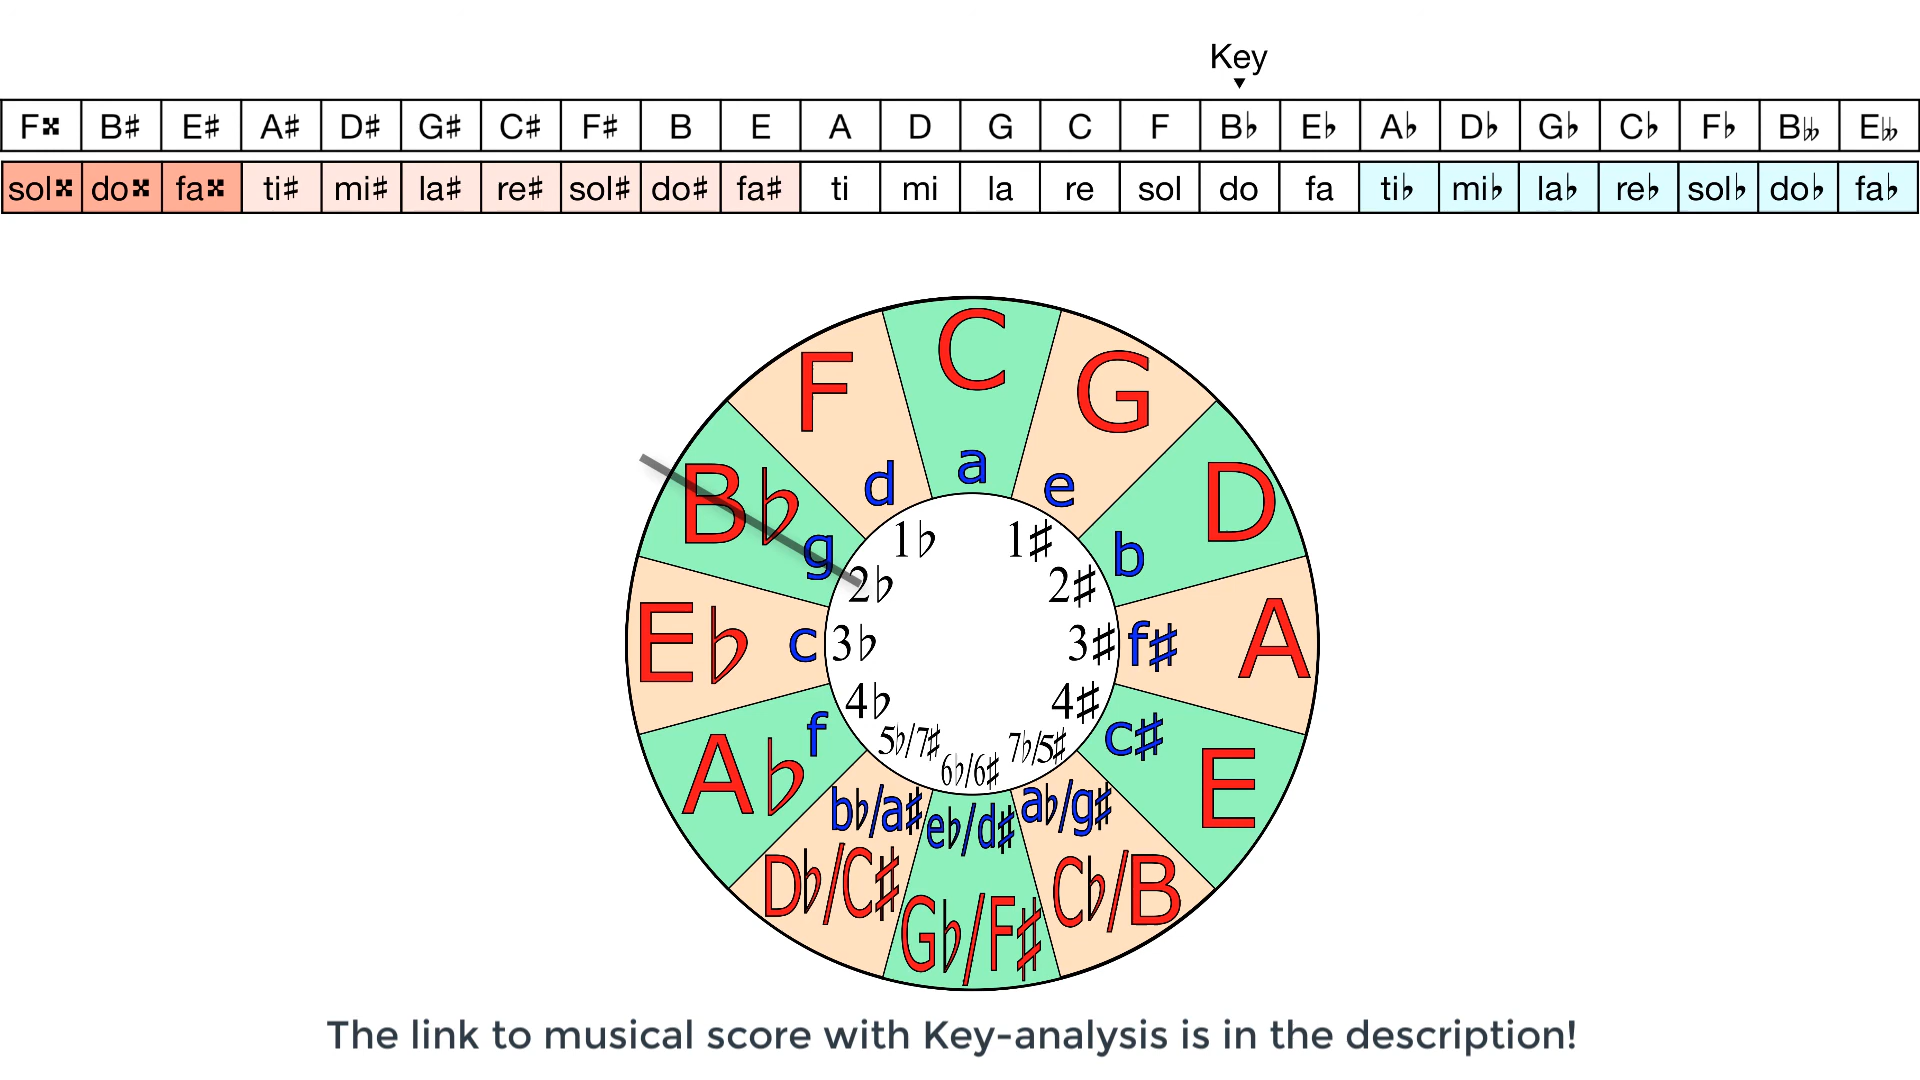 Key
F𝄪 B♯ E♯ A♯ D♯ G♯ C♯ F♯ B E A D G C F B♭ E♭ A♭ D♭ G♭ C♭ F♭ B𝄫 E𝄫
sol𝄪 do𝄪 fa𝄪 ti♯ mi♯ la♯ re♯ sol♯ do♯ fa♯ ti mi la re sol do fa ti♭ mi♭ la♭ re♭ sol♭ do♭ fa♭
C
F G
a
d e
B♭ D
g b
1♭ 1♯
2♭ 2♯
E♭ c 3♭ 3♯ f♯ A
4♭ 4♯
f c♯
5♭/7♯ 6♭/6♯ 7♭/5♯
A♭ E
b♭/a♯ e♭/d♯ a♭/g♯
D♭/C♯ G♭/F♯ C♭/B
The link to musical score with Key-analysis is in the description!